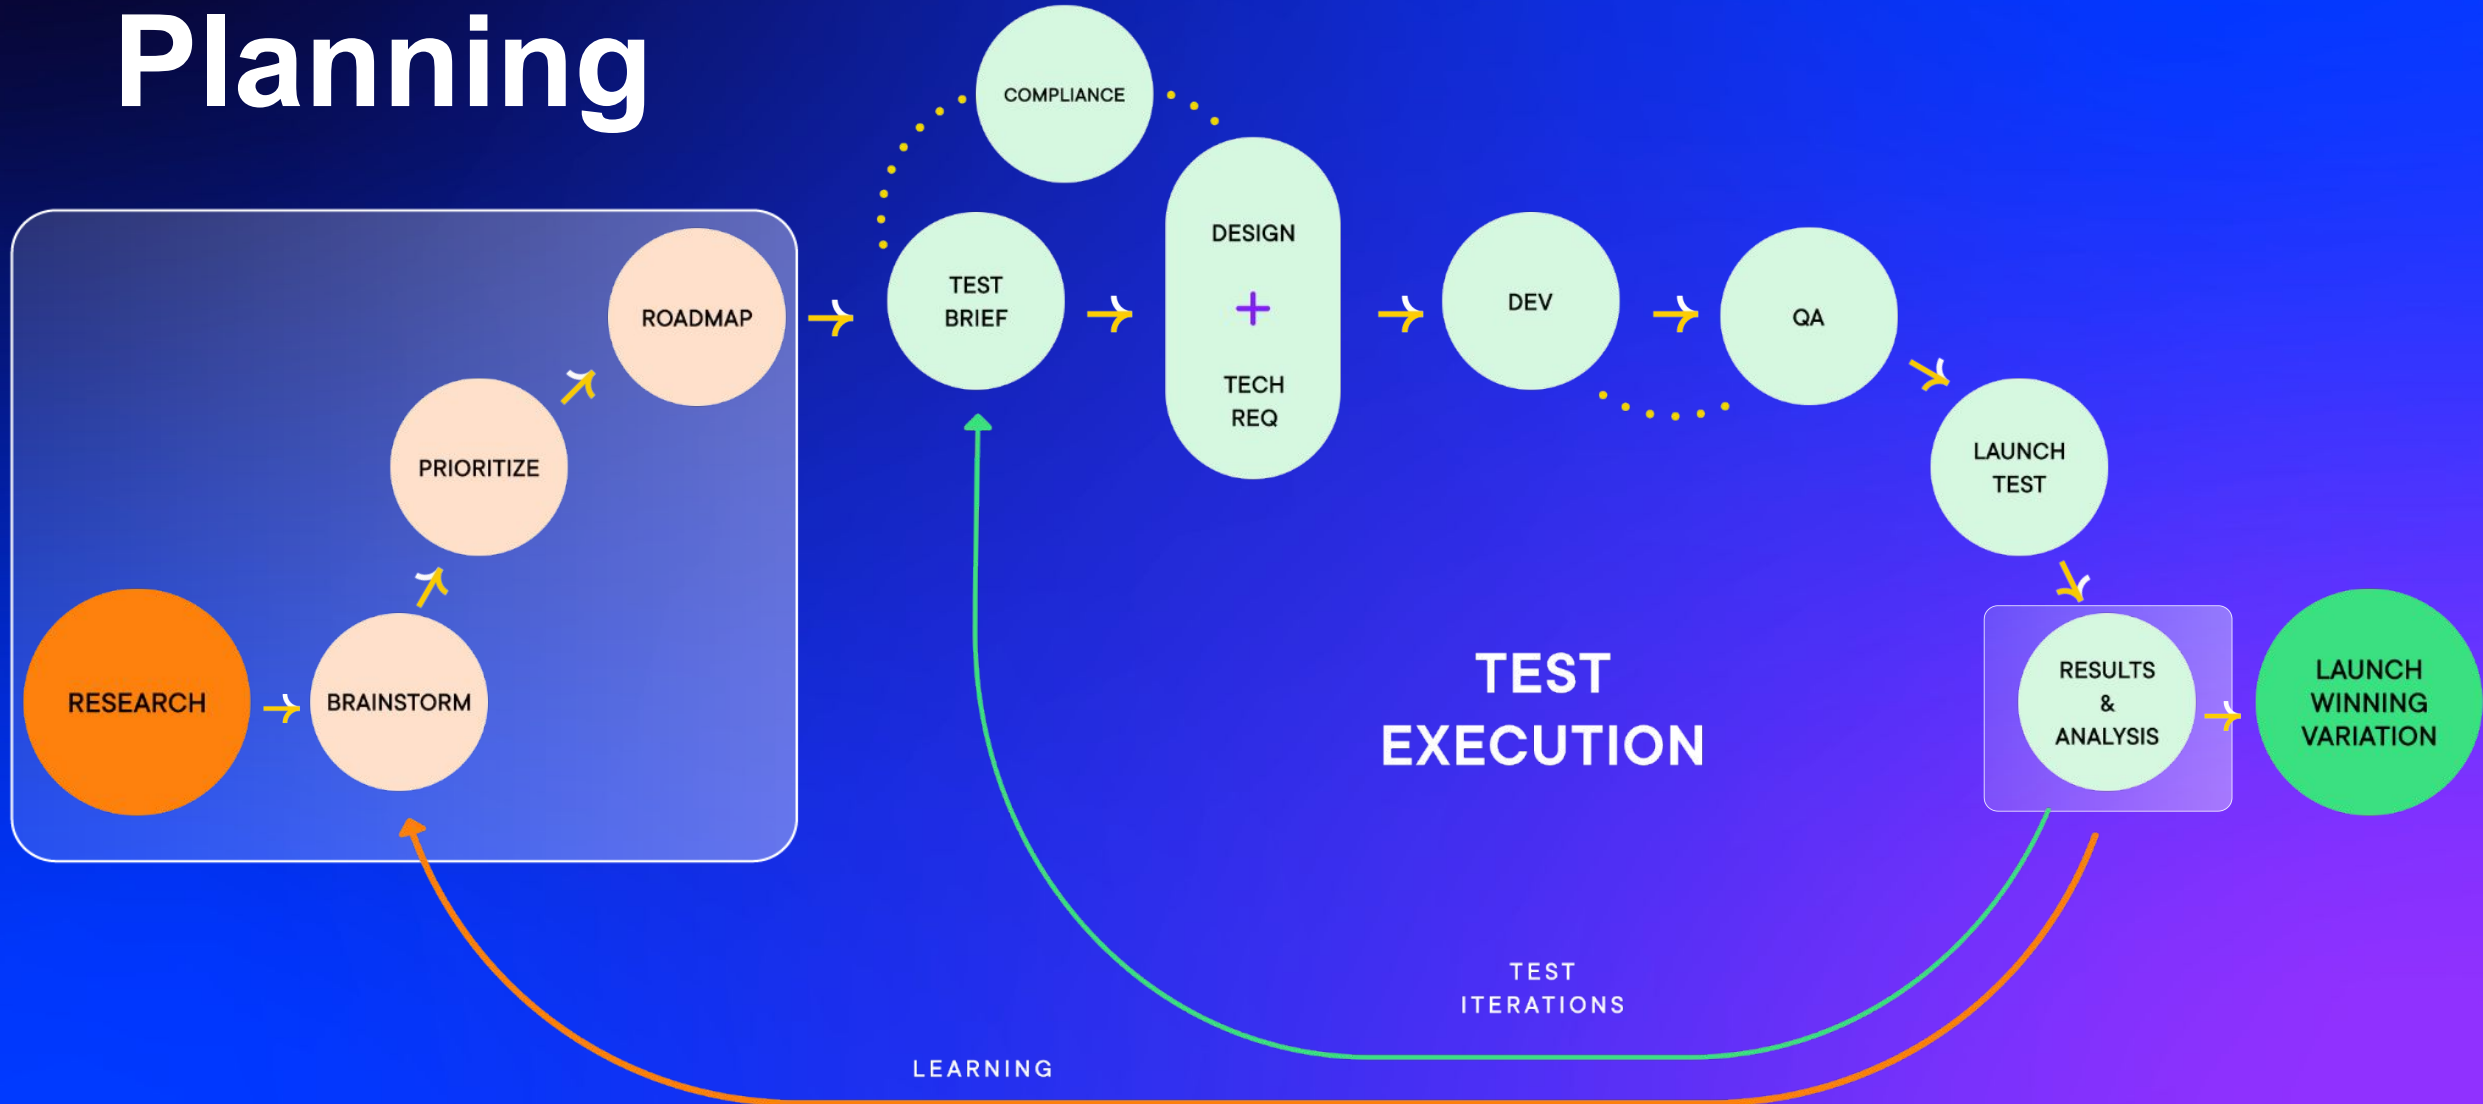 Planning
COMPLIANCE
RESEARCH
BRAINSTORM
PRIORITIZE
ROADMAP
TEST
BRIEF
DESIGN
+
TECH
REQ
DEV
QA
LAUNCH
TEST
RESULTS
&
ANALYSIS
LAUNCH
WINNING
VARIATION
TEST
EXECUTION
TEST
ITERATIONS
LEARNING